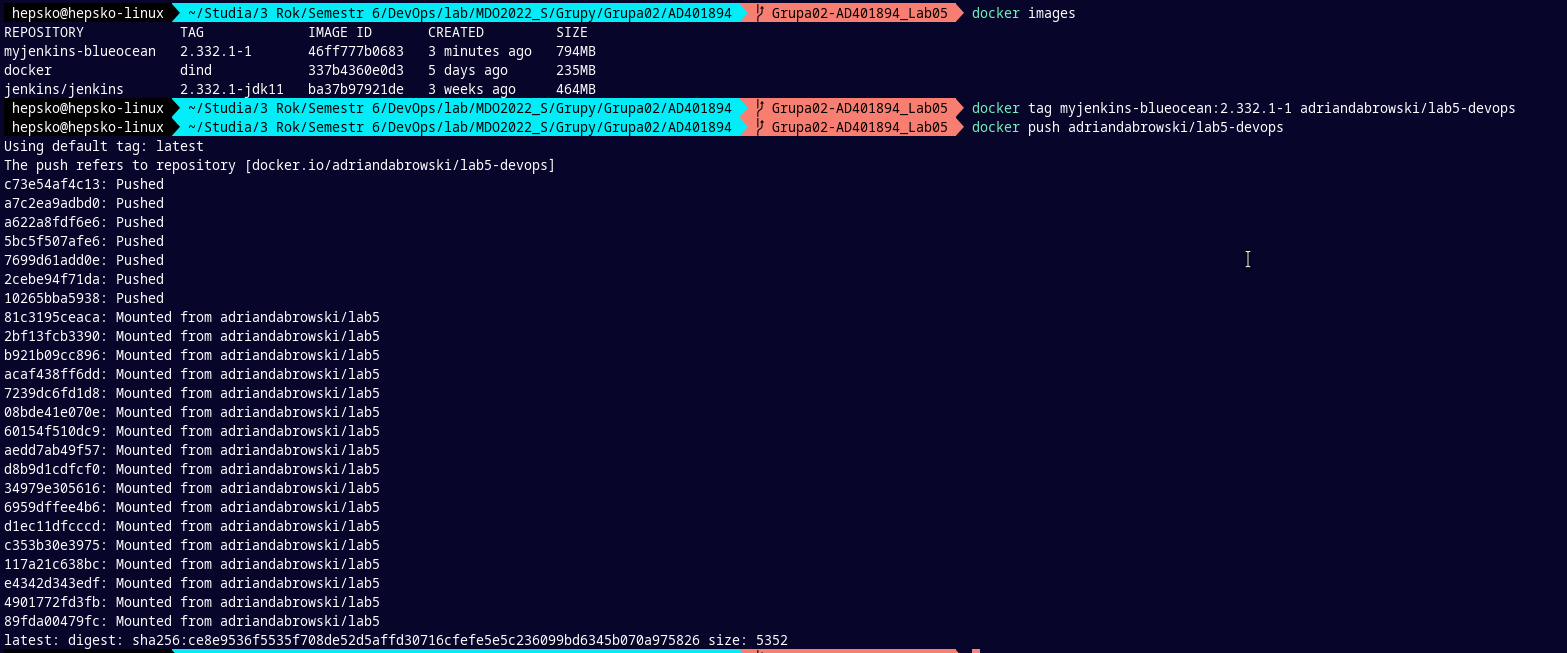 hepsko@hepsko-linux ~/Studia/3 Rok/Semestr 6/DevOps/lab/MDO2022_S/Grupy/Grupa02/AD401894 Grupa02-AD401894_Lab05 docker images
REPOSITORY TAG IMAGE ID CREATED SIZE
myjenkins-blueocean 2.332.1-1 46ff777b0683 3 minutes ago 794MB
docker dind 337b4360e0d3 5 days ago 235MB
jenkins/jenkins 2.332.1-jdk11 ba37b97921de 3 weeks ago 464MB
hepsko@hepsko-linux ~/Studia/3 Rok/Semestr 6/DevOps/lab/MDO2022_S/Grupy/Grupa02/AD401894 Grupa02-AD401894_Lab05 docker tag myjenkins-blueocean:2.332.1-1 adriandabrowski/lab5-devops
hepsko@hepsko-linux ~/Studia/3 Rok/Semestr 6/DevOps/lab/MDO2022_S/Grupy/Grupa02/AD401894 Grupa02-AD401894_Lab05 docker push adriandabrowski/lab5-devops
Using default tag: latest
The push refers to repository [docker.io/adriandabrowski/lab5-devops]
c73e54af4c13: Pushed
a7c2ea9adbd0: Pushed
a622a8fdf6e6: Pushed
5bc5f507afe6: Pushed
7699d61add0e: Pushed
2cebe94f71da: Pushed
10265bba5938: Pushed
81c3195ceaca: Mounted from adriandabrowski/lab5
2bf13fcb3390: Mounted from adriandabrowski/lab5
b921b09cc896: Mounted from adriandabrowski/lab5
acaf438ff6dd: Mounted from adriandabrowski/lab5
7239dc6fd1d8: Mounted from adriandabrowski/lab5
08bde41e070e: Mounted from adriandabrowski/lab5
60154f510dc9: Mounted from adriandabrowski/lab5
aedd7ab49f57: Mounted from adriandabrowski/lab5
d8b9d1cdfcf0: Mounted from adriandabrowski/lab5
34979e305616: Mounted from adriandabrowski/lab5
6959dffee4b6: Mounted from adriandabrowski/lab5
d1ec11dfcccd: Mounted from adriandabrowski/lab5
c353b30e3975: Mounted from adriandabrowski/lab5
117a21c638bc: Mounted from adriandabrowski/lab5
e4342d343edf: Mounted from adriandabrowski/lab5
4901772fd3fb: Mounted from adriandabrowski/lab5
89fda00479fc: Mounted from adriandabrowski/lab5
latest: digest: sha256:ce8e9536f5535f708de52d5affd30716cfefe5e5c236099bd6345b070a975826 size: 5352